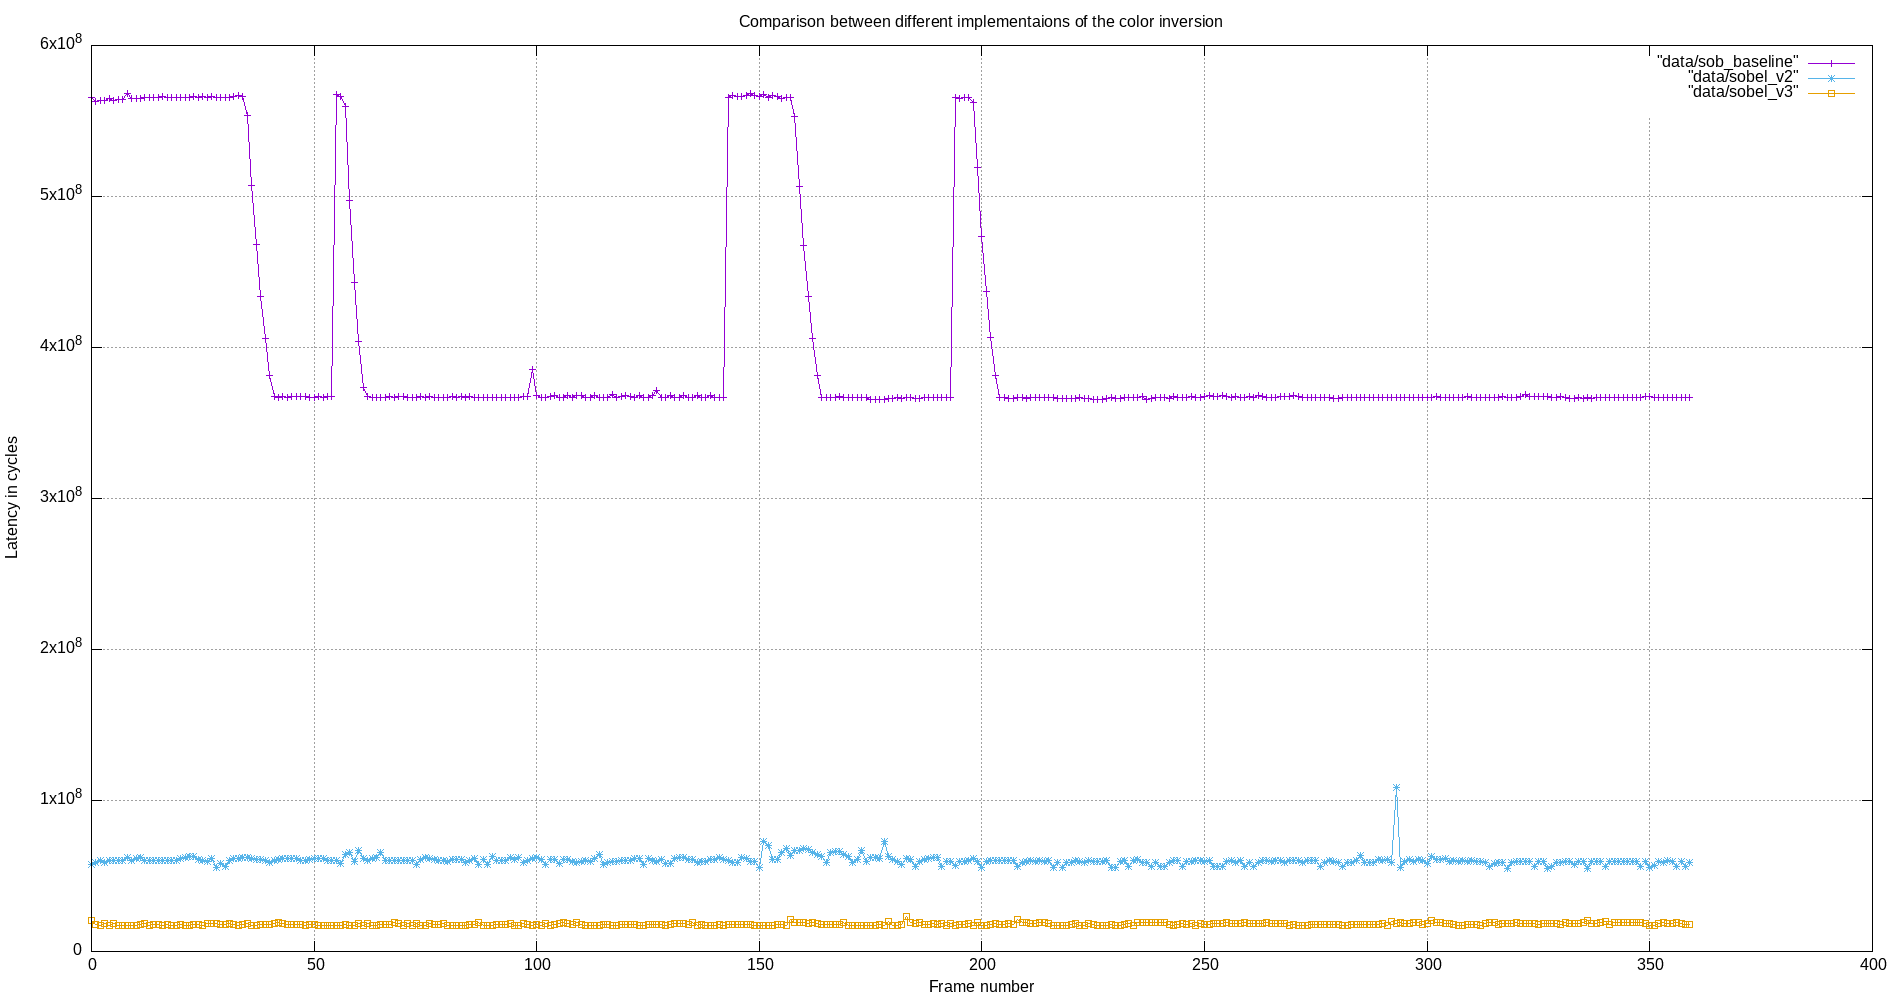 Comparison between different implementaions of the color inversion
6x10^8
5x10^8
4x10^8
3x10^8
2x10^8
1x10^8
0
Latency in cycles
"data/sob_baseline"
"data/sobel_v2"
"data/sobel_v3"
0 50 100 150 200 250 300 350 400
Frame number